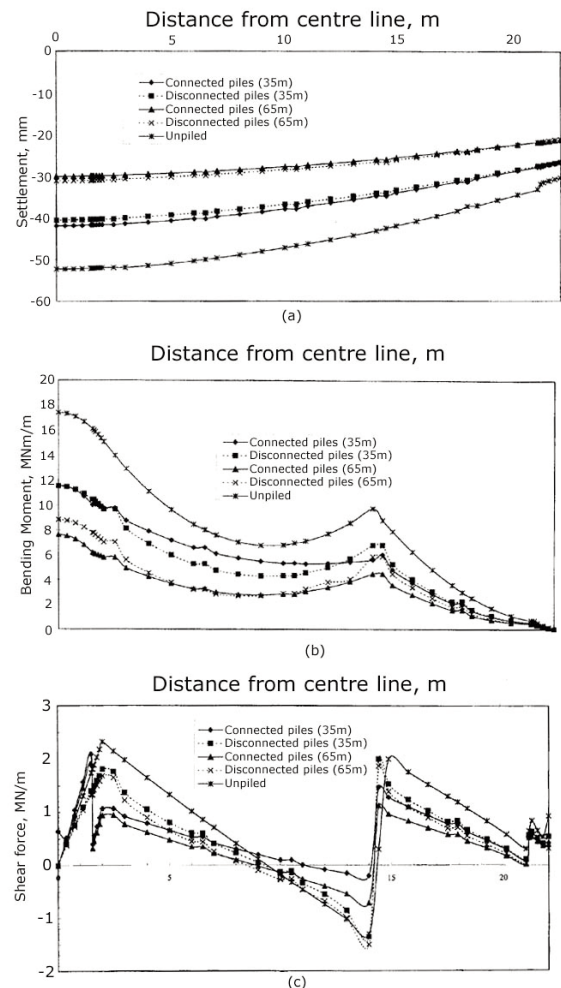 Distance from centre line, m
0 5 10 15 20
0
-10
-20
-30
-40
-50
-60
Settlement, mm
Connected piles (35m)
Disconnected piles (35m)
Connected piles (65m)
Disconnected piles (65m)
Unpiled
(a)
Distance from centre line, m
20
18
16
14
12
10
8
6
4
2
0
Bending Moment, MNm/m
Connected piles (35m)
Disconnected piles (35m)
Connected piles (65m)
Disconnected piles (65m)
Unpiled
(b)
Distance from centre line, m
3
2
1
0
-1
-2
Shear force, MN/m
Connected piles (35m)
Disconnected piles (35m)
Connected piles (65m)
Disconnected piles (65m)
Unpiled
5 15 20
(c)